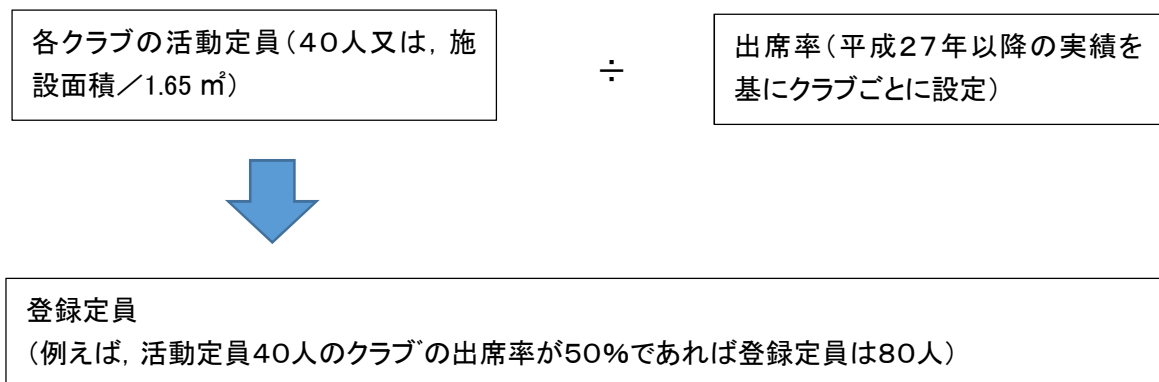 各クラブの活動定員（４０人又は，施
設面積／1.65 ㎡）
÷
出席率（平成２７年以降の実績を
基にクラブごとに設定）
登録定員
（例えば，活動定員４０人のクラブの出席率が５０％であれば登録定員は８０人）